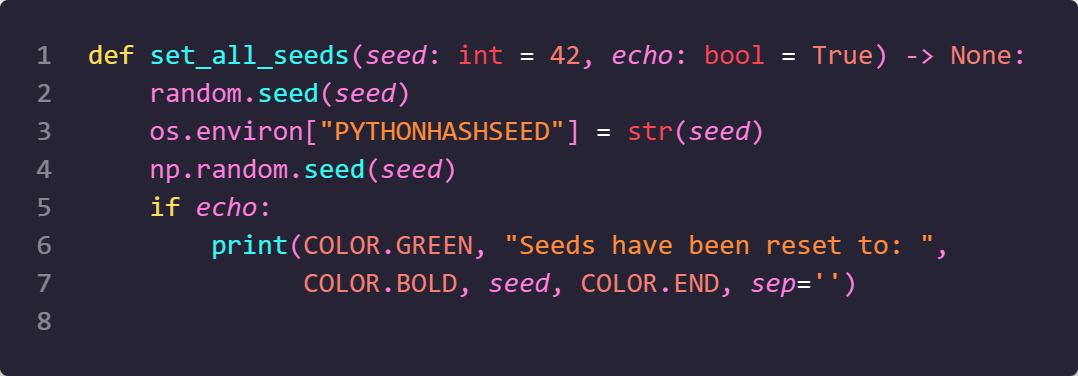 1 def set_all_seeds(seed: int = 42, echo: bool = True) -> None:
2     random.seed(seed)
3     os.environ["PYTHONHASHSEED"] = str(seed)
4     np.random.seed(seed)
5     if echo:
6         print(COLOR.GREEN, "Seeds have been reset to: ",
7               COLOR.BOLD, seed, COLOR.END, sep='')
8